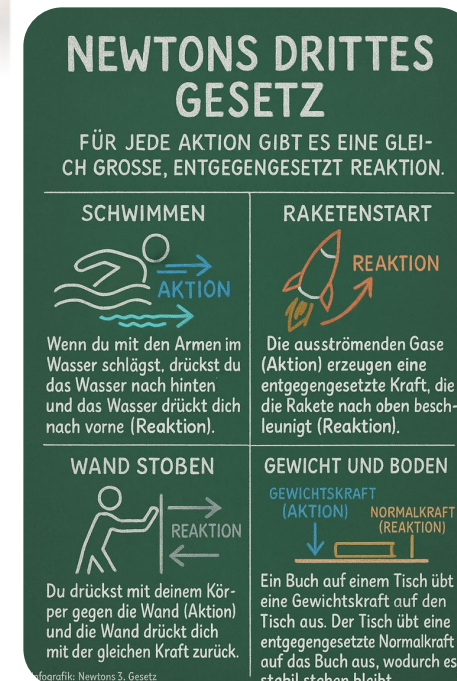 NEWTONS DRITTES
GESETZ
FÜR JEDE AKTION GIBT ES EINE GLEI-
CH GROSSE, ENTGEGENGESETZT REAKTION.
SCHWIMMEN
AKTION
Wenn du mit den Armen im
Wasser schlägst, drückst du
das Wasser nach hinten
und das Wasser drückt dich
nach vorne (Reaktion).
RAKETENSTART
REAKTION
Die ausströmenden Gase
(Aktion) erzeugen eine
entgegengesetzte Kraft, die
die Rakete nach oben besch-
leunigt (Reaktion).
WAND STOBEN
REAKTION
Du drückst mit deinem Kör-
per gegen die Wand (Aktion)
und die Wand drückt dich
mit der gleichen Kraft zurück.
GEWICHT UND BODEN
GEWICHTSKRAFT
(AKTION)
NORMALKRAFT
(REAKTION)
Ein Buch auf einem Tisch übt
eine Gewichtskraft auf den
Tisch aus. Der Tisch übt eine
entgegengesetzte Normalkraft
auf das Buch aus, wodurch es
stabil stehen bleibt.
nfografik: Newtons 3. Gesetz